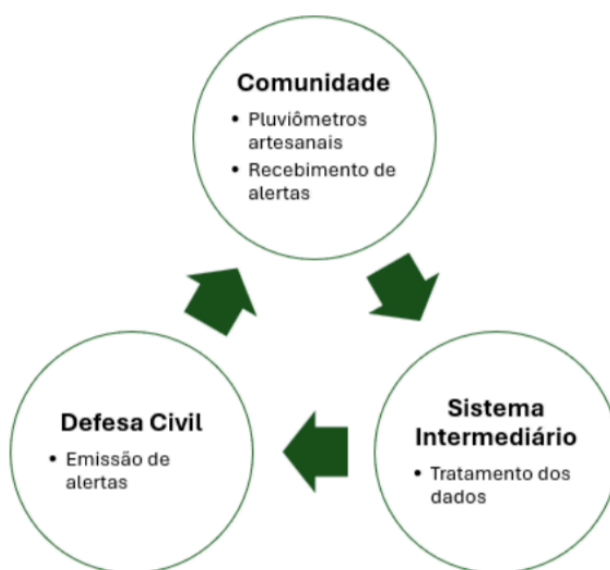 Comunidade
• Pluviômetros
artesanais
• Recebimento de
alertas
Defesa Civil
• Emissão de
alertas
Sistema
Intermediário
• Tratamento dos
dados